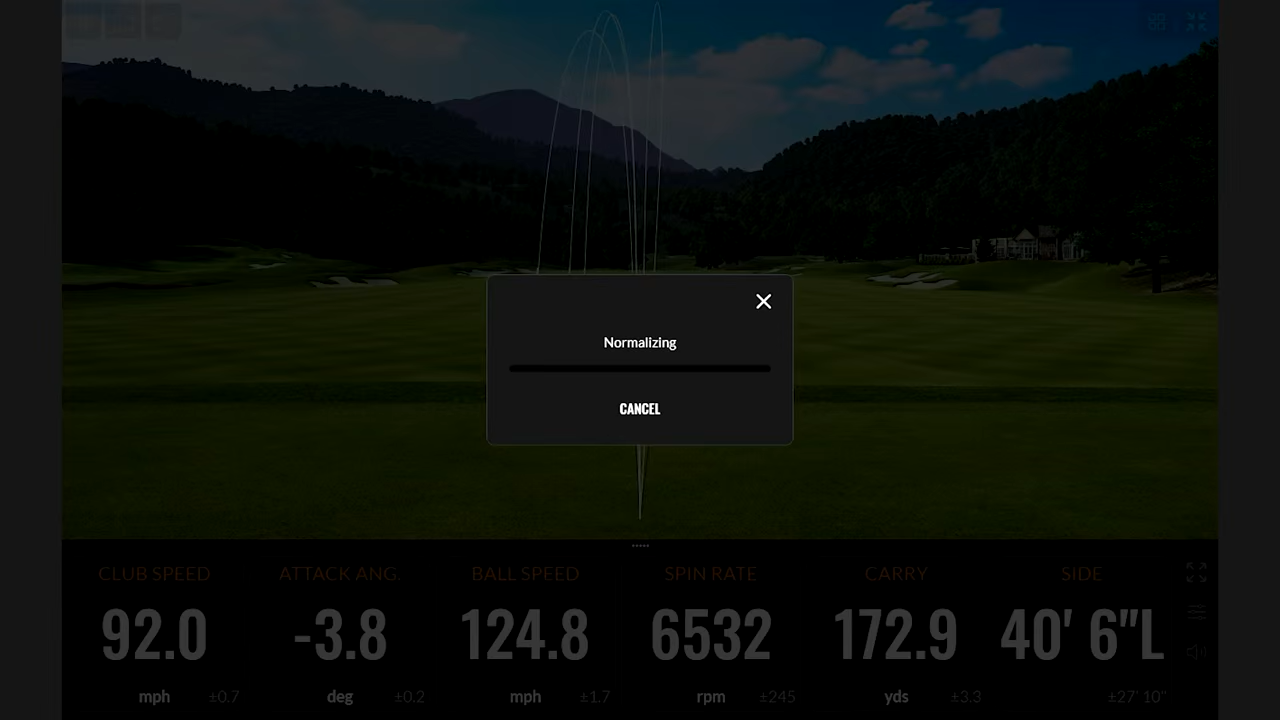 Normalizing
CANCEL
CLUB SPEED ATTACK ANG. BALL SPEED SPIN RATE CARRY SIDE
92.0 -3.8 124.8 6532 172.9 40' 6"L
mph ±0.7 deg ±0.2 mph ±1.7 rpm ±245 yds ±3.3 ±27' 10"